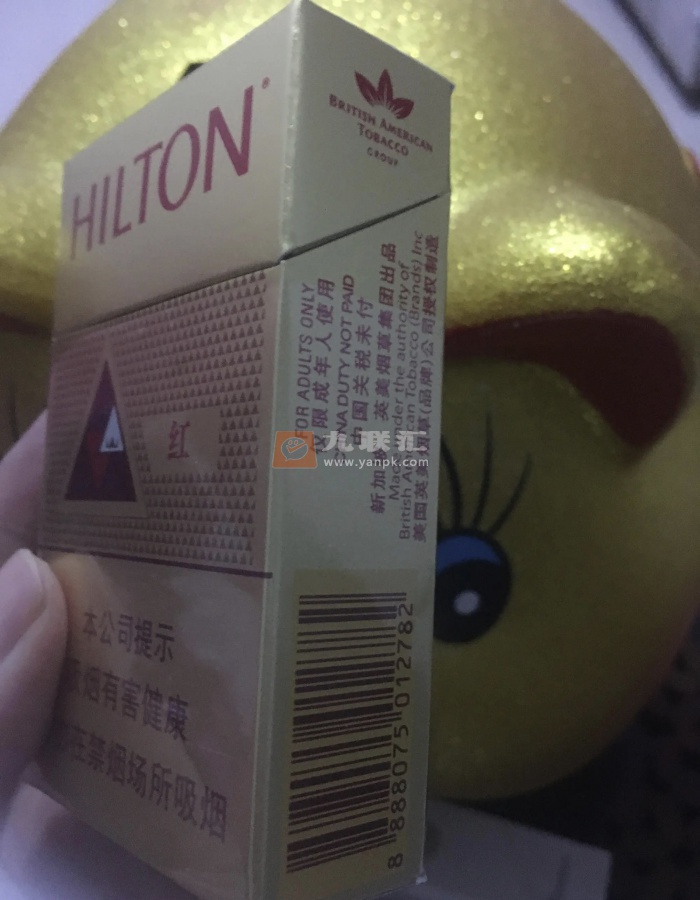 HILTON
红
本公司提示
吸烟有害健康
请勿在禁烟场所吸烟
BRITISH AMERICAN
TOBACCO
GROUP
FOR ADULTS ONLY
仅限成年人使用
CHINA DUTY NOT PAID
中国关税未付
新加坡 英美烟草集团出品
Made under the authority of
British American Tobacco (Brands) Inc
美国英美烟草(品牌)公司授权制造
8 888075 012782
九联汇
www.yanpk.com